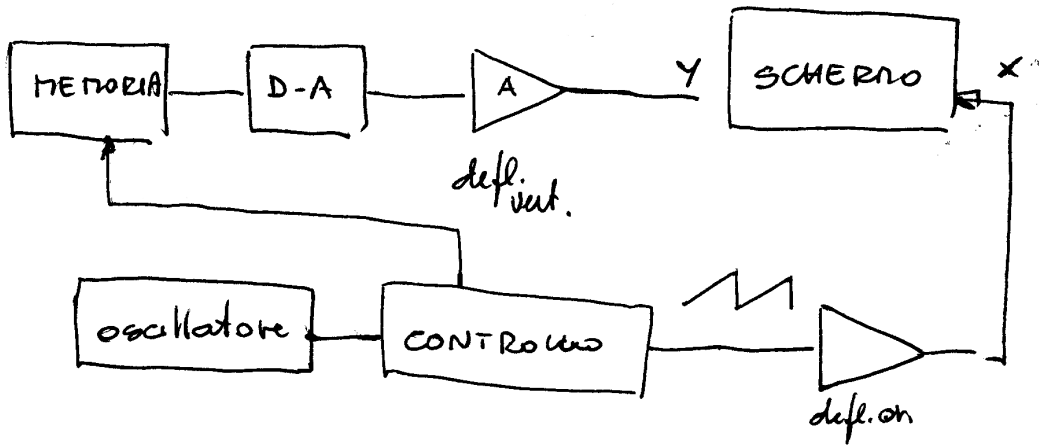 MEMORIA
D-A
A
Y
SCHERMO
X
defl.
vert.
oscillatore
CONTROLLO
defl.or